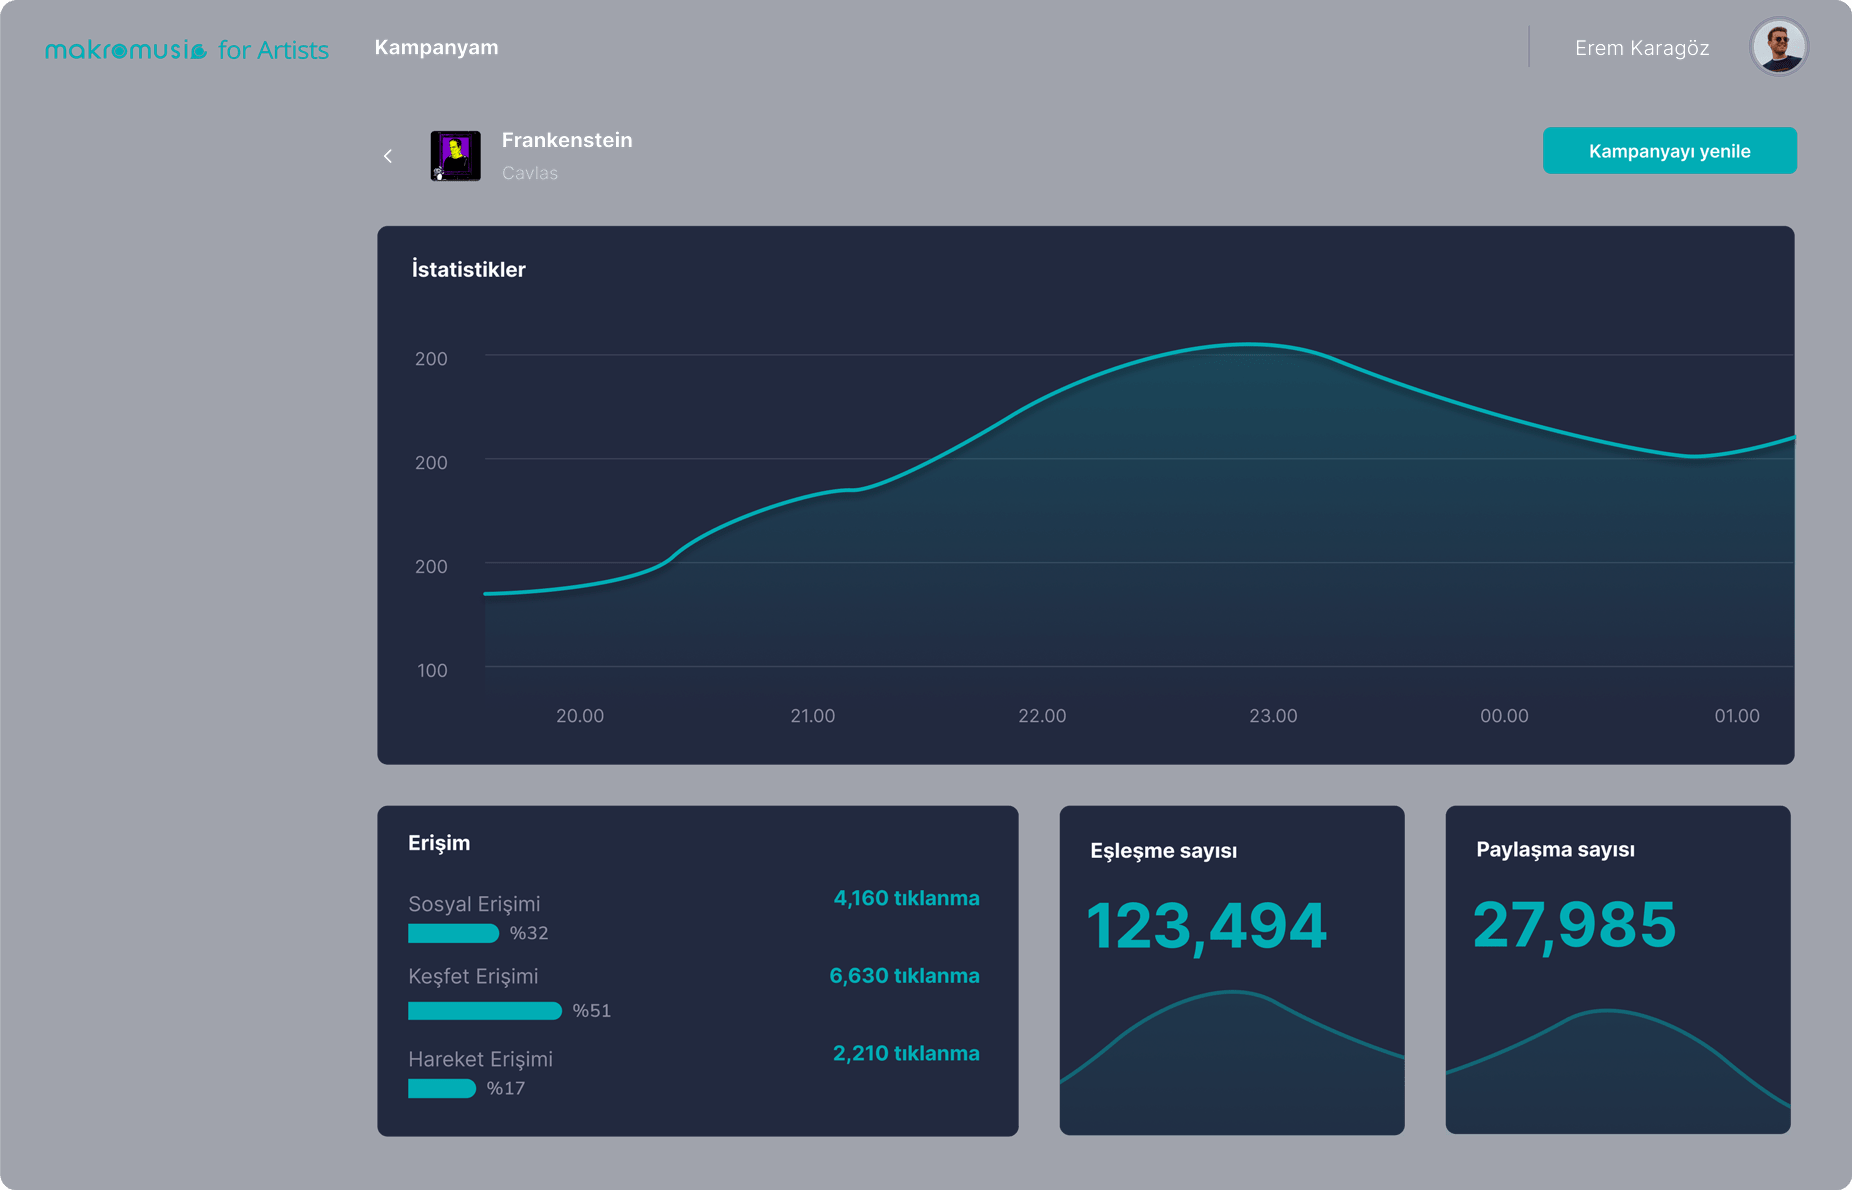 makromusic for Artists
Kampanyam
Erem Karagöz
Frankenstein
Cavlas
Kampanyayı yenile
İstatistikler
200
200
200
100
20.00 21.00 22.00 23.00 00.00 01.00
Erişim
Sosyal Erişimi
4,160 tıklanma
%32
Keşfet Erişimi
6,630 tıklanma
%51
Hareket Erişimi
2,210 tıklanma
%17
Eşleşme sayısı
123,494
Paylaşma sayısı
27,985